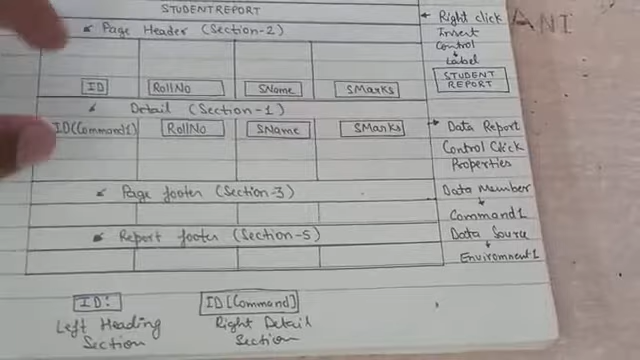 STUDENTREPORT
Page Header (Section-2)
ID RollNo SName SMarks
Detail (Section-1)
ID(Command1) RollNo SName SMarks
Page footer (Section-3)
Report footer (Section-5)
ID: ID[Command]
Left Heading Section
Right Detail Section
Right click
Insert
Control
Label
STUDENT
REPORT
Data Report
Control Click
Properties
Data Member
Command1
Data Source
Enviromnent1
ANI